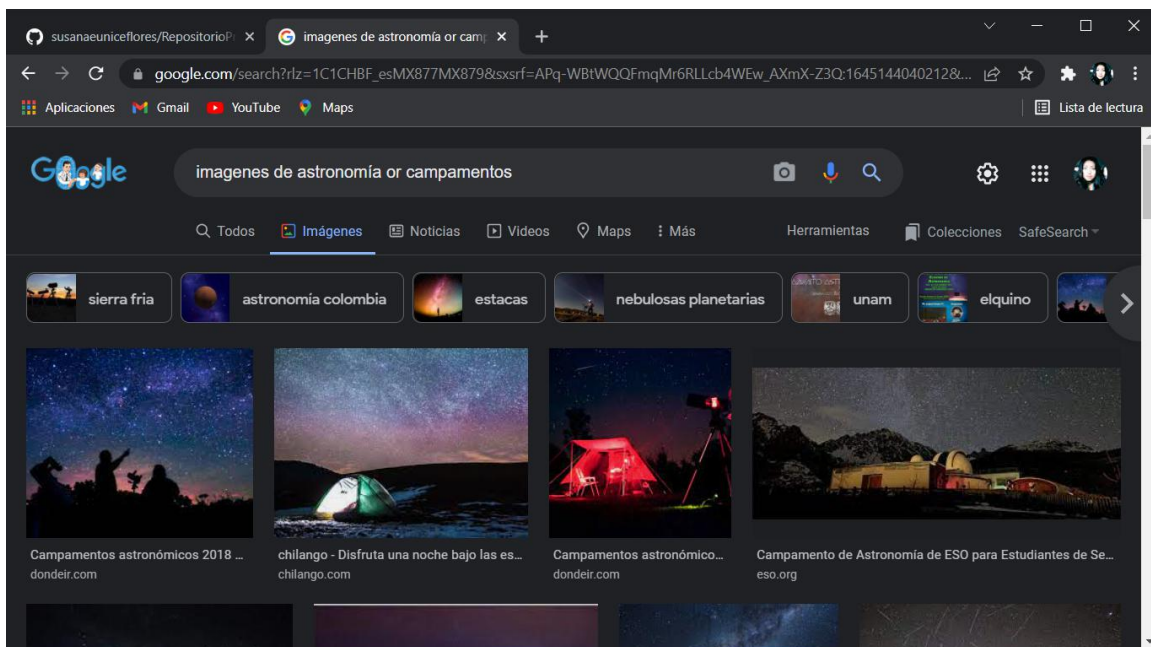 susanaeuniceflores/RepositorioP
imagenes de astronomía or camp
google.com/search?rlz=1C1CHBF_esMX877MX879&sxsrf=APq-WBtWQQFmqMr6RLLcb4WEw_AXmX-Z3Q:1645144040212&...
Aplicaciones Gmail YouTube Maps Lista de lectura
Google
imagenes de astronomía or campamentos
Todos Imágenes Noticias Videos Maps Más Herramientas Colecciones SafeSearch
sierra fria astronomía colombia estacas nebulosas planetarias unam elquino
Campamentos astronómicos 2018 ... chilango - Disfruta una noche bajo las es... Campamentos astronómico... Campamento de Astronomía de ESO para Estudiantes de Se...
dondeir.com chilango.com dondeir.com eso.org